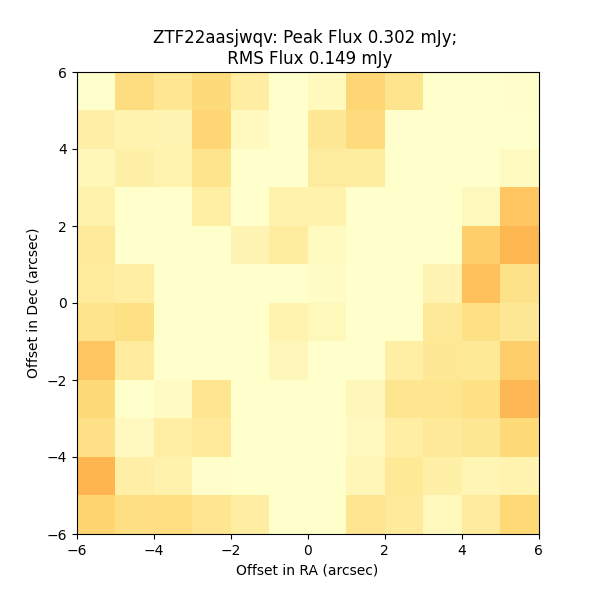 ZTF22aasjwqv: Peak Flux 0.302 mJy;
RMS Flux 0.149 mJy
6
4
2
0
−2
−4
−6
Offset in Dec (arcsec)
−6 −4 −2 0 2 4 6
Offset in RA (arcsec)